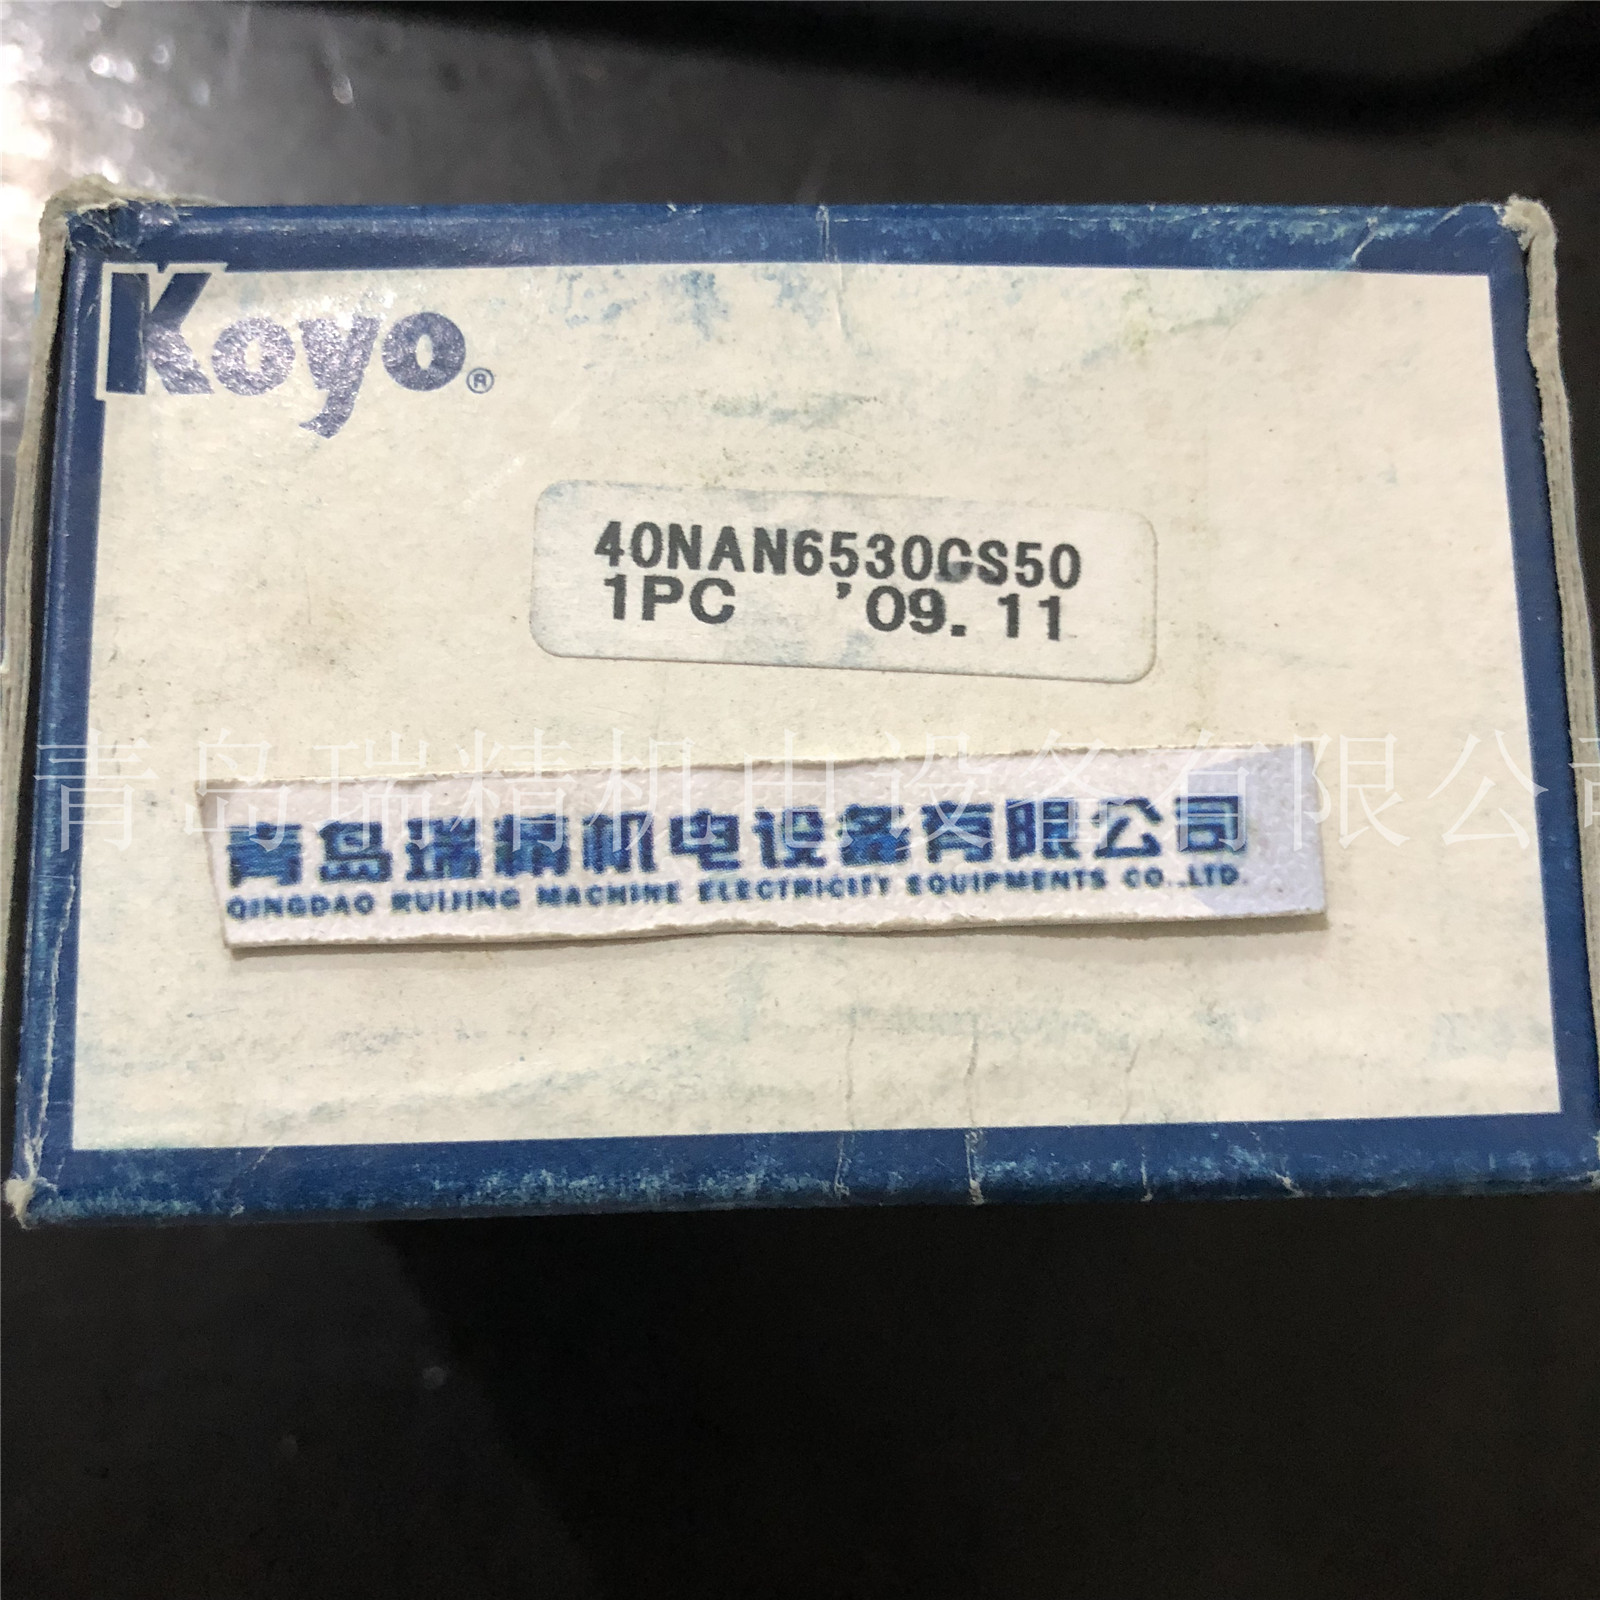 Koyo®
40NAN6530CS50
1PC '09.11
青岛瑞精机电设备有限公司
青岛瑞精机电设备有限公司
QINGDAO RUIJING MACHINE ELECTRICITY EQUIPMENTS CO.,LTD.